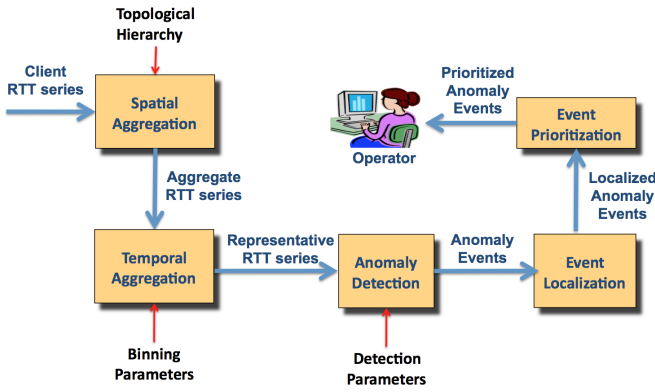 Topological
Hierarchy
Client
RTT series
Spatial
Aggregation
Aggregate
RTT series
Temporal
Aggregation
Binning
Parameters
Representative
RTT series
Anomaly
Detection
Detection
Parameters
Anomaly
Events
Event
Localization
Localized
Anomaly
Events
Event
Prioritization
Prioritized
Anomaly
Events
Operator